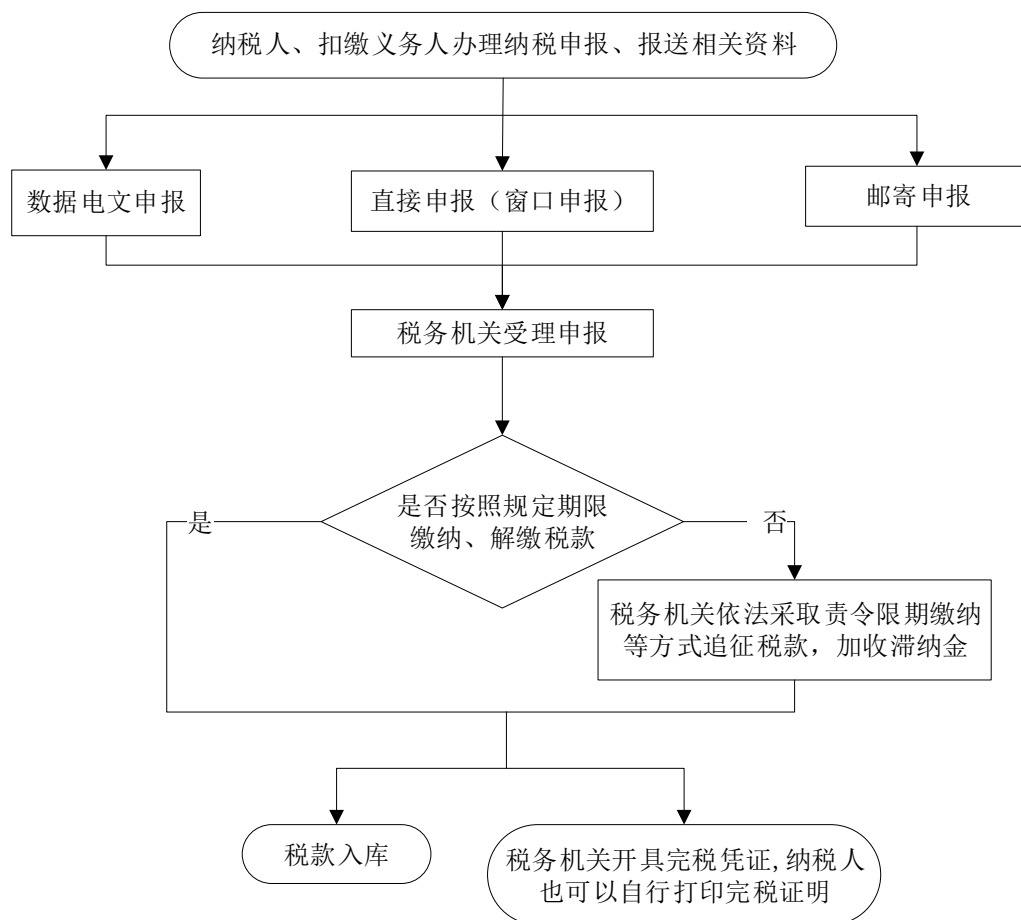 纳税人、扣缴义务人办理纳税申报、报送相关资料
数据电文申报
直接申报（窗口申报）
邮寄申报
税务机关受理申报
是否按照规定期限
缴纳、解缴税款
是
否
税务机关依法采取责令限期缴纳
等方式追征税款，加收滞纳金
税款入库
税务机关开具完税凭证,纳税人
也可以自行打印完税证明